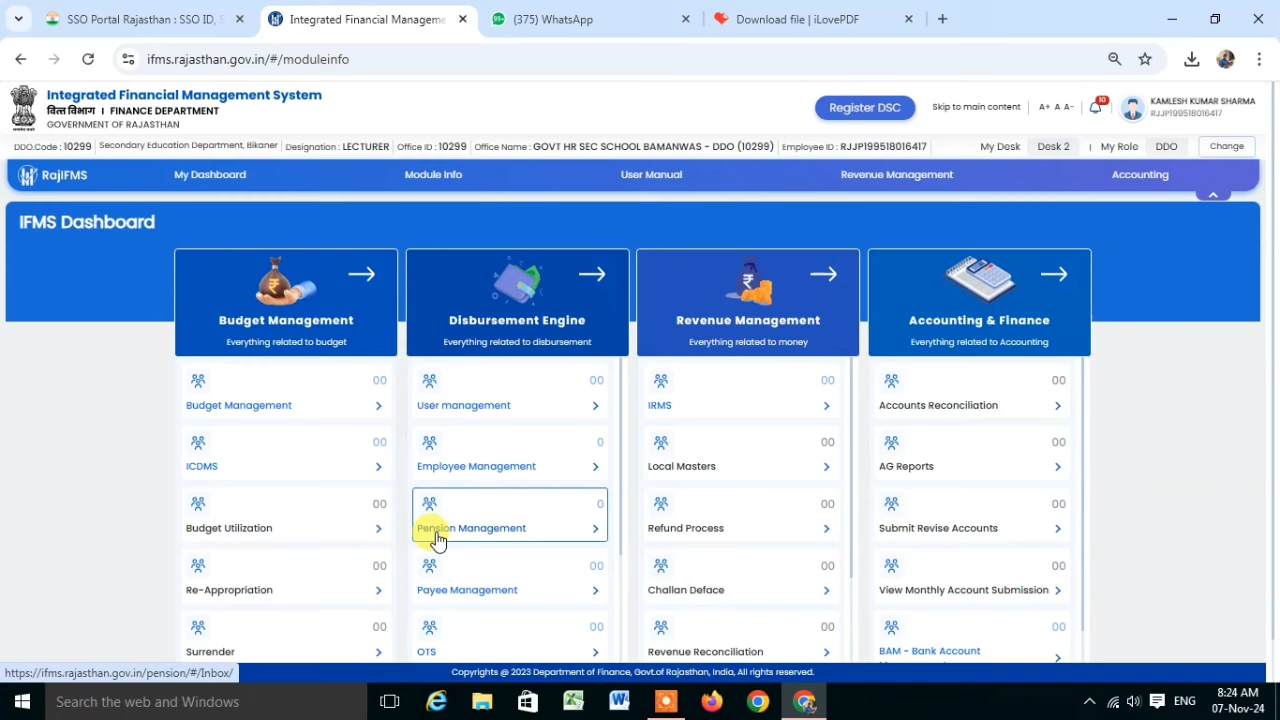 SSO Portal Rajasthan : SSO ID, S
Integrated Financial Manageme
(375) WhatsApp
Download file | iLovePDF
ifms.rajasthan.gov.in/#/moduleinfo
Integrated Financial Management System
वित्त विभाग | FINANCE DEPARTMENT
GOVERNMENT OF RAJASTHAN
Register DSC
Skip to main content
A+ A A-
10
KAMLESH KUMAR SHARMA
RJJP199518016417
DDO.Code : 10299
Secondary Education Department, Bikaner
Designation : LECTURER
Office ID : 10299
Office Name : GOVT HR SEC SCHOOL BAMANWAS - DDO (10299)
Employee ID : RJJP199518016417
My Desk
Desk 2
My Role
DDO
Change
RajIFMS
My Dashboard
Module Info
User Manual
Revenue Management
Accounting
IFMS Dashboard
Budget Management
Everything related to budget
Disbursement Engine
Everything related to disbursement
Revenue Management
Everything related to money
Accounting & Finance
Everything related to Accounting
00
Budget Management
00
ICDMS
00
Budget Utilization
00
Re-Appropriation
00
Surrender
00
User management
0
Employee Management
0
Pension Management
00
Payee Management
00
OTS
00
IRMS
00
Local Masters
00
Refund Process
00
Challan Deface
00
Revenue Reconciliation
00
Accounts Reconciliation
00
AG Reports
00
Submit Revise Accounts
00
View Monthly Account Submission
00
BAM - Bank Account
https://ifms.rajasthan.gov.in/pension/#/Inbox/
Copyrights @ 2023 Department of Finance, Govt.of Rajasthan, India, All rights reserved.
Search the web and Windows
ENG
8:24 AM
07-Nov-24